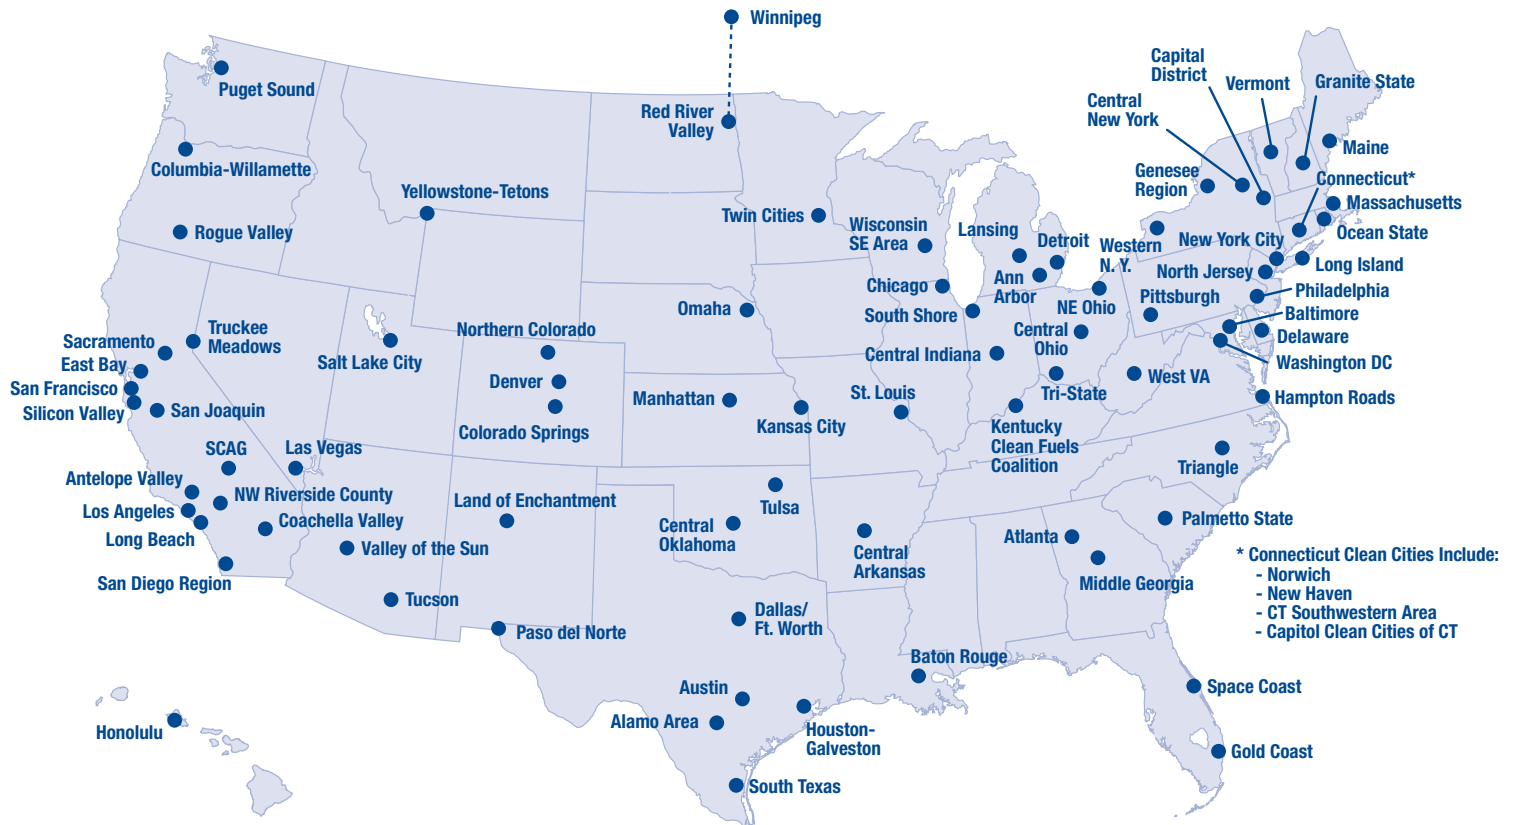 Winnipeg
Puget Sound
Red River
Valley
Capital
District
Vermont
Granite State
Central
New York
Columbia-Willamette
Maine
Genesee
Region
Connecticut*
Yellowstone-Tetons
Massachusetts
Twin Cities
Rogue Valley
Wisconsin
SE Area
Lansing
Detroit
Western
N. Y.
New York City
Ocean State
Long Island
North Jersey
Ann
Arbor
Chicago
Philadelphia
Pittsburgh
Omaha
South Shore
NE Ohio
Baltimore
Truckee
Meadows
Sacramento
Northern Colorado
Central
Ohio
Delaware
Salt Lake City
Central Indiana
Washington DC
East Bay
Denver
West VA
San Francisco
Manhattan
St. Louis
Tri-State
Hampton Roads
Silicon Valley
San Joaquin
Colorado Springs
Kansas City
Kentucky
Clean Fuels
Coalition
SCAG
Las Vegas
Triangle
Antelope Valley
NW Riverside County
Land of Enchantment
Tulsa
Los Angeles
Coachella Valley
Central
Oklahoma
Palmetto State
Long Beach
Valley of the Sun
Central
Arkansas
Atlanta
* Connecticut Clean Cities Include:
- Norwich
- New Haven
- CT Southwestern Area
- Capitol Clean Cities of CT
San Diego Region
Middle Georgia
Tucson
Dallas/
Ft. Worth
Paso del Norte
Baton Rouge
Austin
Space Coast
Alamo Area
Honolulu
Houston-
Galveston
Gold Coast
South Texas